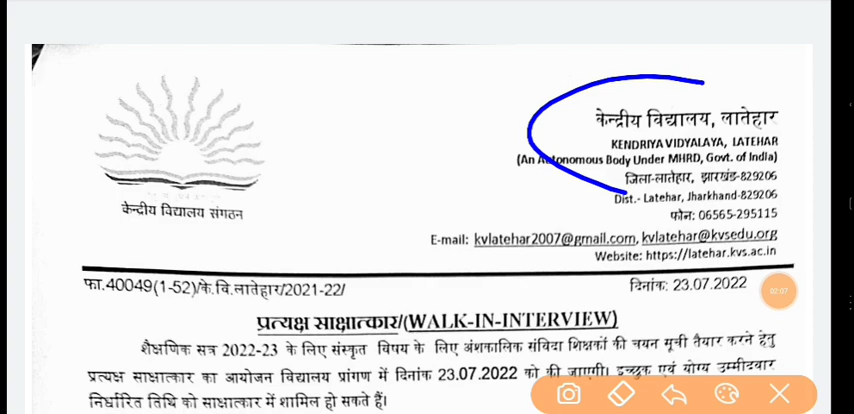 केन्द्रीय विद्यालय, लातेहार
KENDRIYA VIDYALAYA, LATEHAR
(An Autonomous Body Under MHRD, Govt. of India)
जिला-लातेहार, झारखंड-829206
Dist.- Latehar, Jharkhand-829206
केन्द्रीय विद्यालय संगठन
फोन: 06565-295115
E-mail: kvlatehar2007@gmail.com, kvlatehar@kvsedu.org
Website: https://latehar.kvs.ac.in
फा.40049(1-52)/के.वि.लातेहार/2021-22/
दिनांक: 23.07.2022
02:07
प्रत्यक्ष साक्षात्कार/(WALK-IN-INTERVIEW)
शैक्षणिक सत्र 2022-23 के लिए संस्कृत विषय के लिए अंशकालिक संविदा शिक्षकों की चयन सूची तैयार करने हेतु
प्रत्यक्ष साक्षात्कार का आयोजन विद्यालय प्रांगण में दिनांक 23.07.2022 को की जाएगी। इच्छुक एवं योग्य उम्मीदवार
निर्धारित तिथि को साक्षात्कार में शामिल हो सकते हैं।